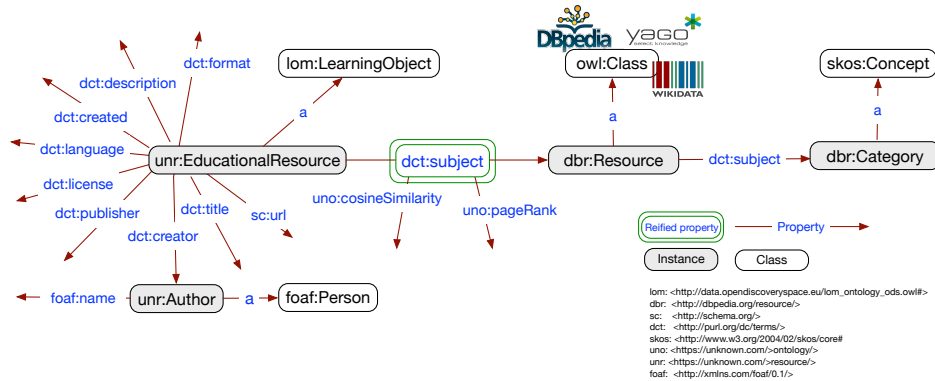 DBpedia
yago
select knowledge
dct:format
lom:LearningObject
owl:Class
skos:Concept
WIKIDATA
dct:description
dct:created
a
a
a
dct:language
unr:EducationalResource
dct:subject
dbr:Resource
dct:subject
dbr:Category
dct:license
dct:publisher
dct:title
sc:url
uno:cosineSimilarity
uno:pageRank
dct:creator
Reified property
Property
Instance
Class
foaf:name
unr:Author
a
foaf:Person
lom: <http://data.opendiscoveryspace.eu/lom_ontology_ods.owl#>
dbr: <http://dbpedia.org/resource/>
sc: <http://schema.org/>
dct: <http://purl.org/dc/terms/>
skos: <http://www.w3.org/2004/02/skos/core#
uno: <https://unknown.com/>ontology/>
unr: <https://unknown.com/>resource/>
foaf: <http://xmlns.com/foaf/0.1/>